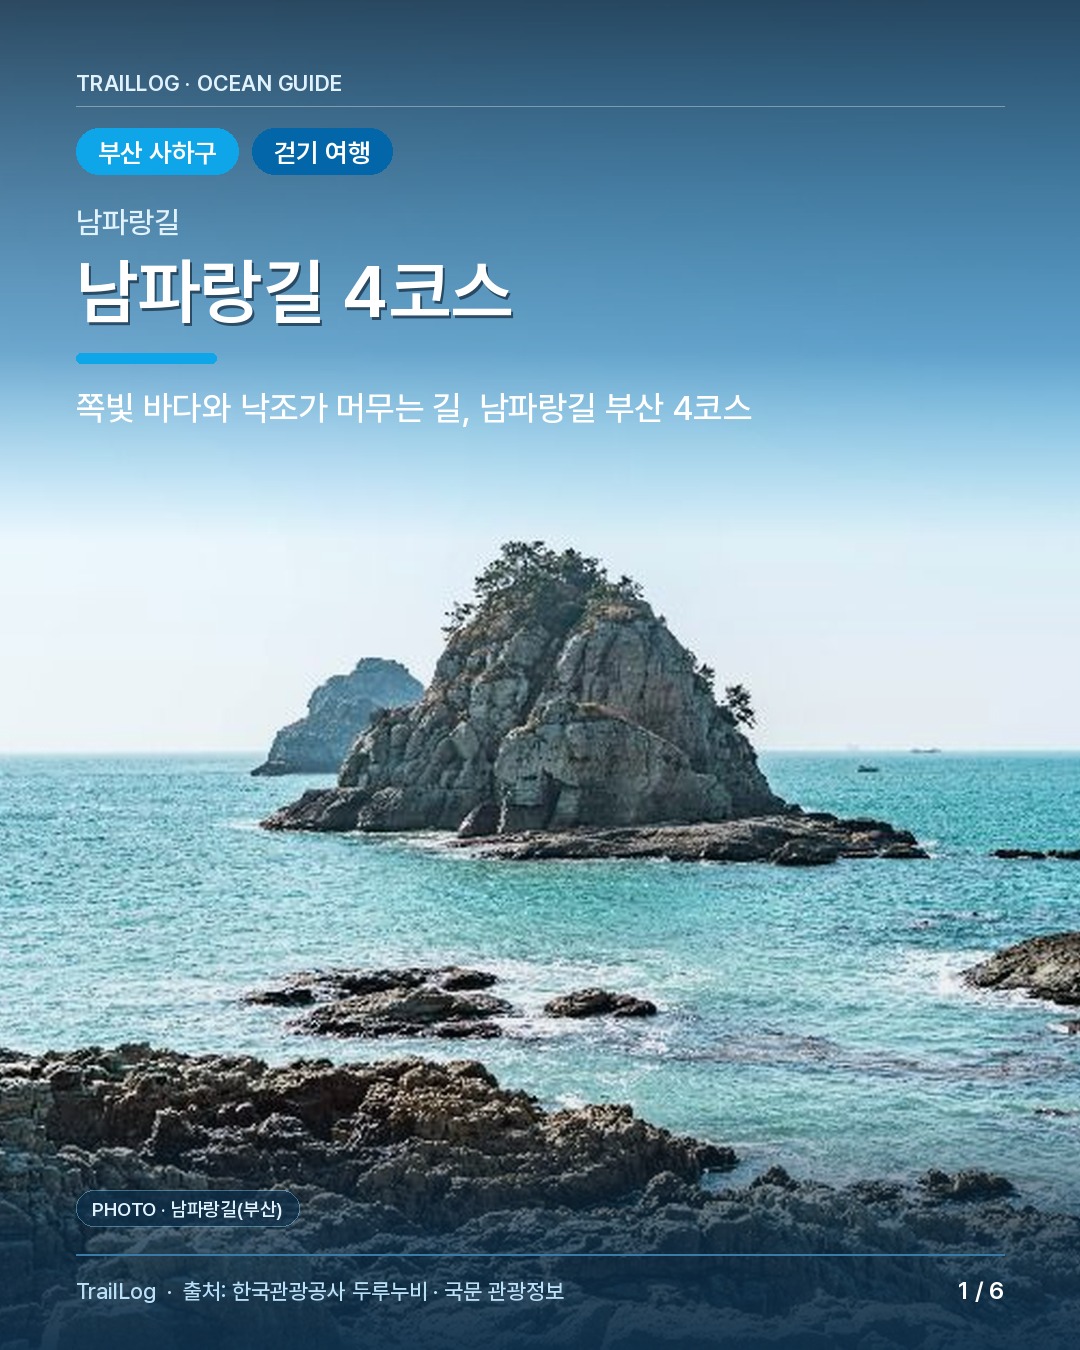 TRAILLOG · OCEAN GUIDE
부산 사하구
걷기 여행
남파랑길
남파랑길 4코스
쪽빛 바다와 낙조가 머무는 길, 남파랑길 부산 4코스
PHOTO · 남파랑길(부산)
TrailLog · 출처: 한국관광공사 두루누비 · 국문 관광정보
1 / 6